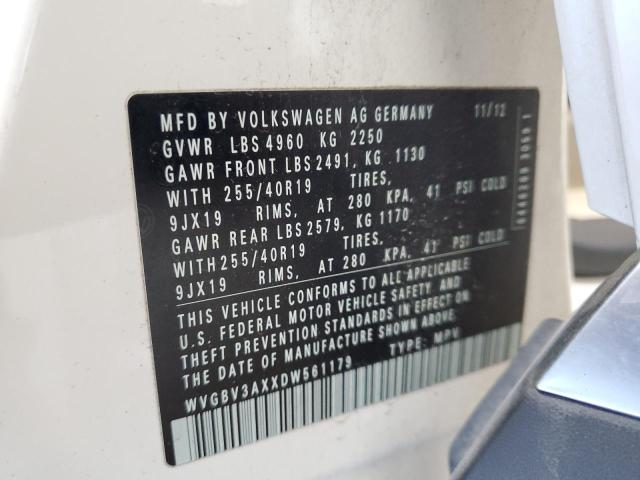 MFD BY VOLKSWAGEN AG GERMANY 11/12
GVWR LBS 4960 KG 2250
GAWR FRONT LBS 2491, KG 1130
WITH 255/40R19 TIRES,
9JX19 RIMS, AT 280 KPA, 41 PSI COLD
GAWR REAR LBS 2579, KG 1170
WITH 255/40R19 TIRES,
9JX19 RIMS, AT 280 KPA, 41 PSI COLD
THIS VEHICLE CONFORMS TO ALL APPLICABLE
U.S. FEDERAL MOTOR VEHICLE SAFETY AND
THEFT PREVENTION STANDARDS IN EFFECT ON
DATE OF MANUFACTURE SHOWN ABOVE.
WVGBV3AXXDW561179 TYPE: MPV